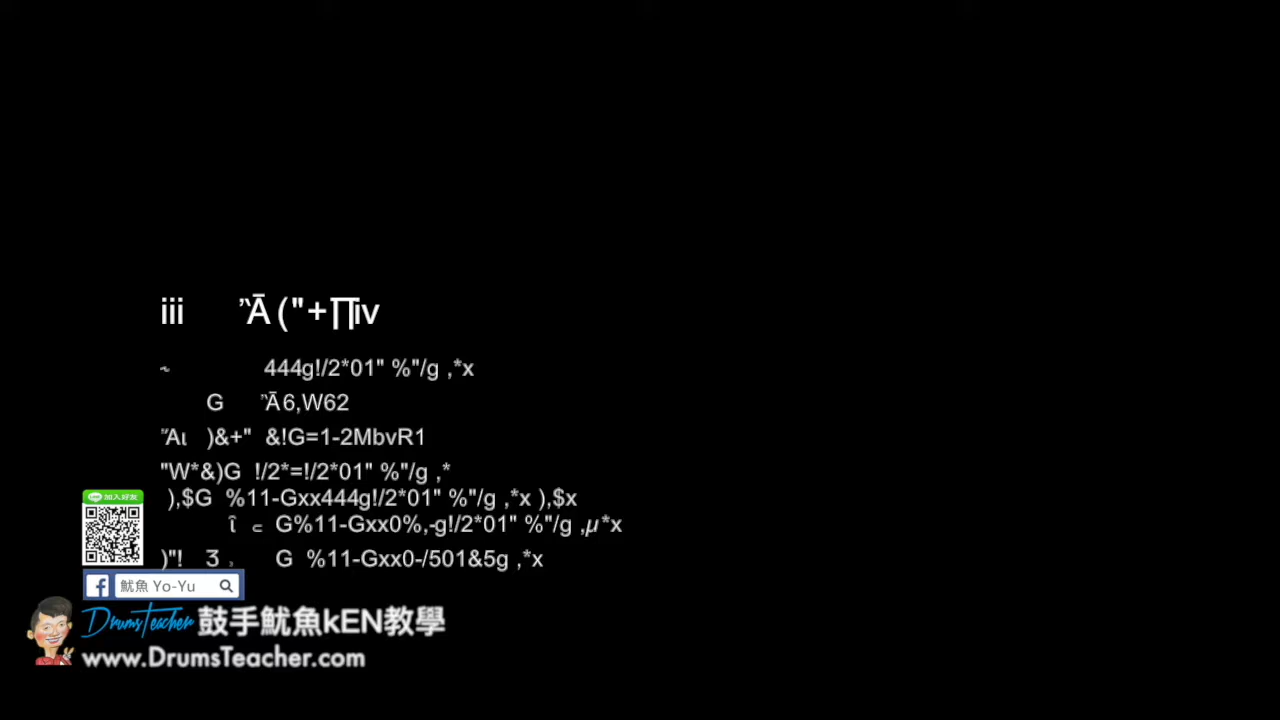 iii ‟Ā ("+∏iv
~ 444g!/2*01" %"/g ,*x
G ‟Ā6,W62
"Aι )&+" &!G=1-2MbvR1
"W*&)G !/2*=!/2*01" %"/g ,*
),$G %11-Gxx444g!/2*01" %"/g ,*x ),$x
î ⊂ G%11-Gxx0%,-g!/2*01" %"/g ,µ*x
)"! 3 , G %11-Gxx0-/501&5g ,*x
LINE 加入好友
魷魚 Yo-Yu
DrumsTeacher 鼓手魷魚kEN教學
www.DrumsTeacher.com